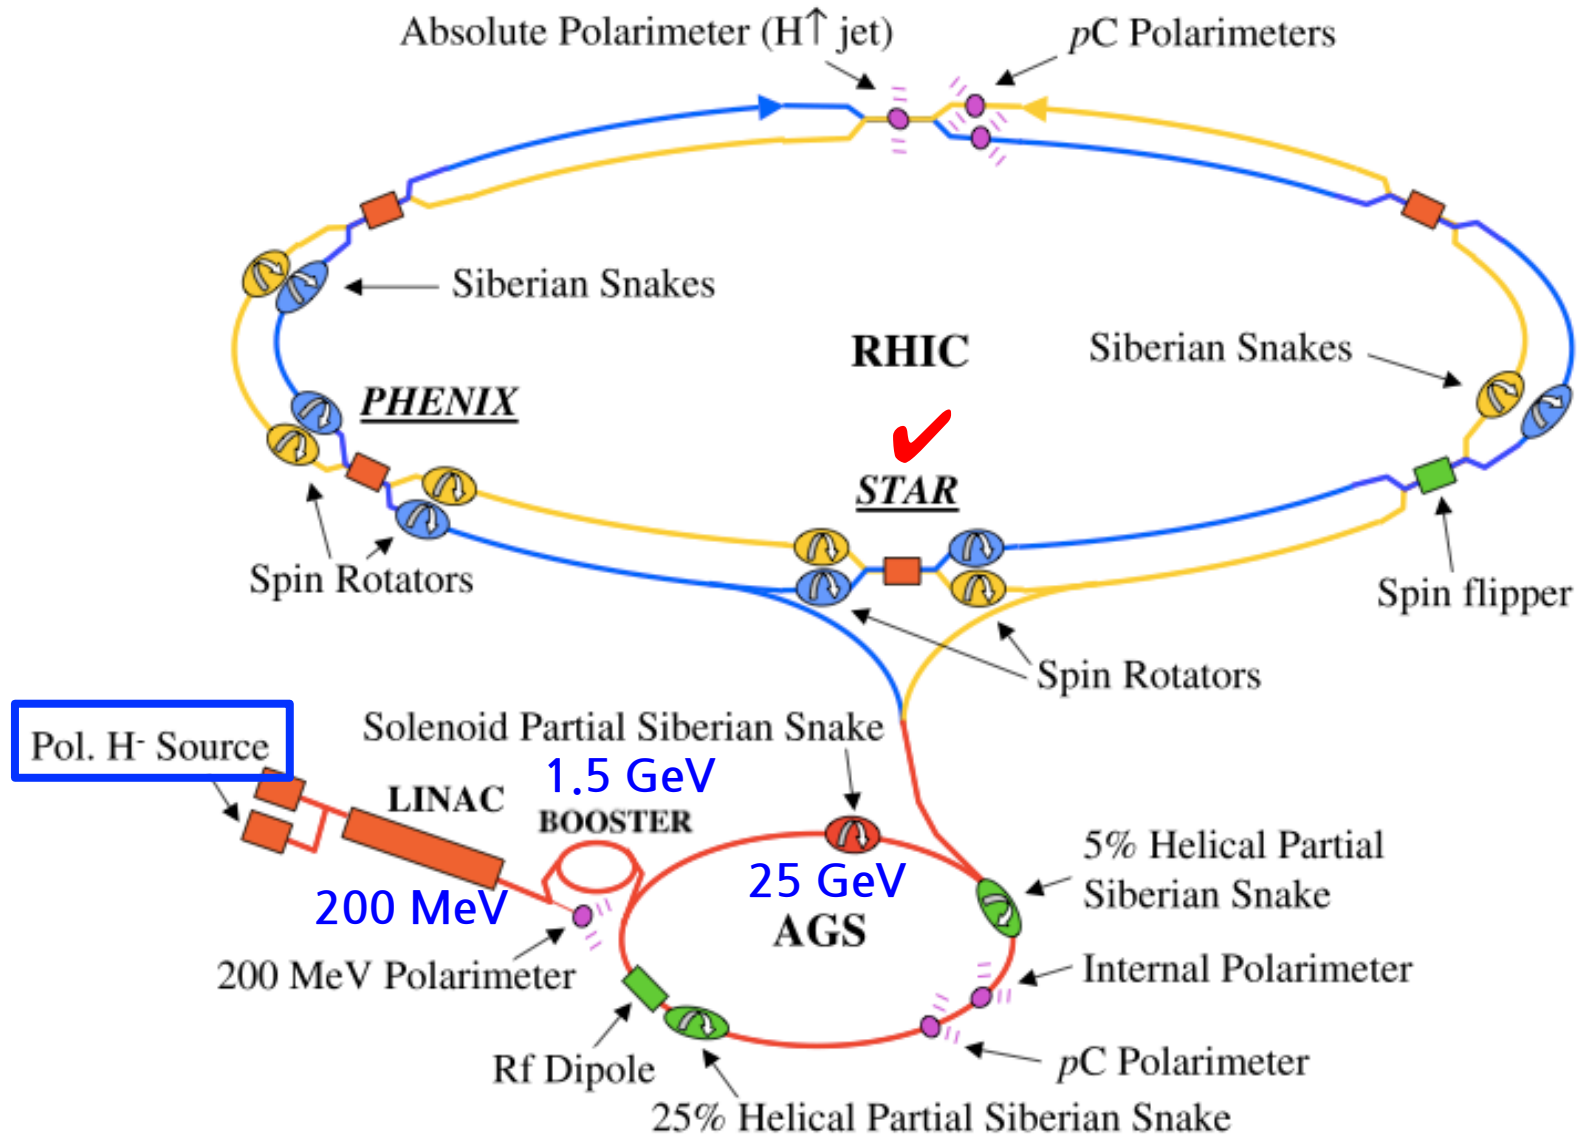 Absolute Polarimeter (H↑ jet)
pC Polarimeters
Siberian Snakes
RHIC
Siberian Snakes
PHENIX
STAR
Spin Rotators
Spin flipper
Spin Rotators
Pol. H- Source
Solenoid Partial Siberian Snake
1.5 GeV
LINAC
BOOSTER
5% Helical Partial
Siberian Snake
25 GeV
200 MeV
AGS
200 MeV Polarimeter
Internal Polarimeter
Rf Dipole
pC Polarimeter
25% Helical Partial Siberian Snake